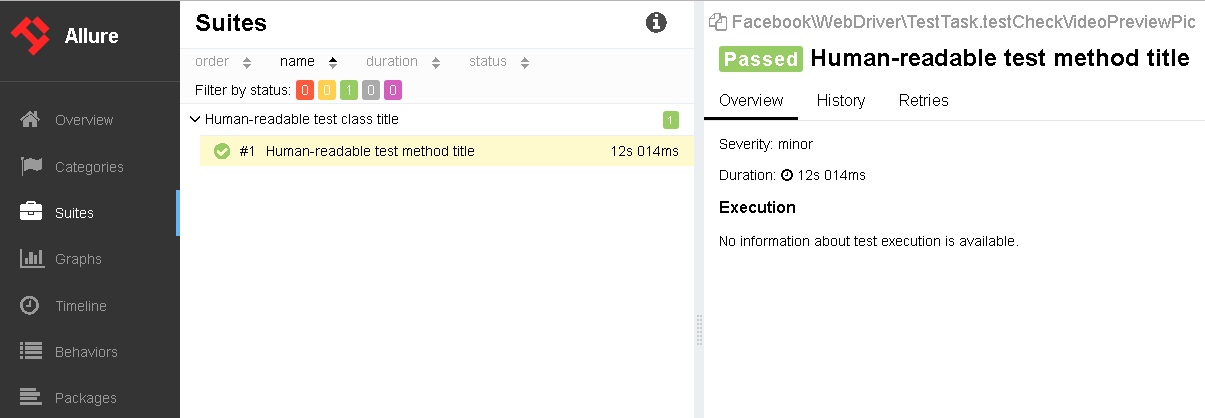 Allure
Overview
Categories
Suites
Graphs
Timeline
Behaviors
Packages
Suites
order name duration status
Filter by status: 0 0 1 0 0
Human-readable test class title 1
#1 Human-readable test method title 12s 014ms
Facebook\WebDriver\TestTask.testCheckVideoPreviewPic
Passed Human-readable test method title
Overview History Retries
Severity: minor
Duration: 12s 014ms
Execution
No information about test execution is available.